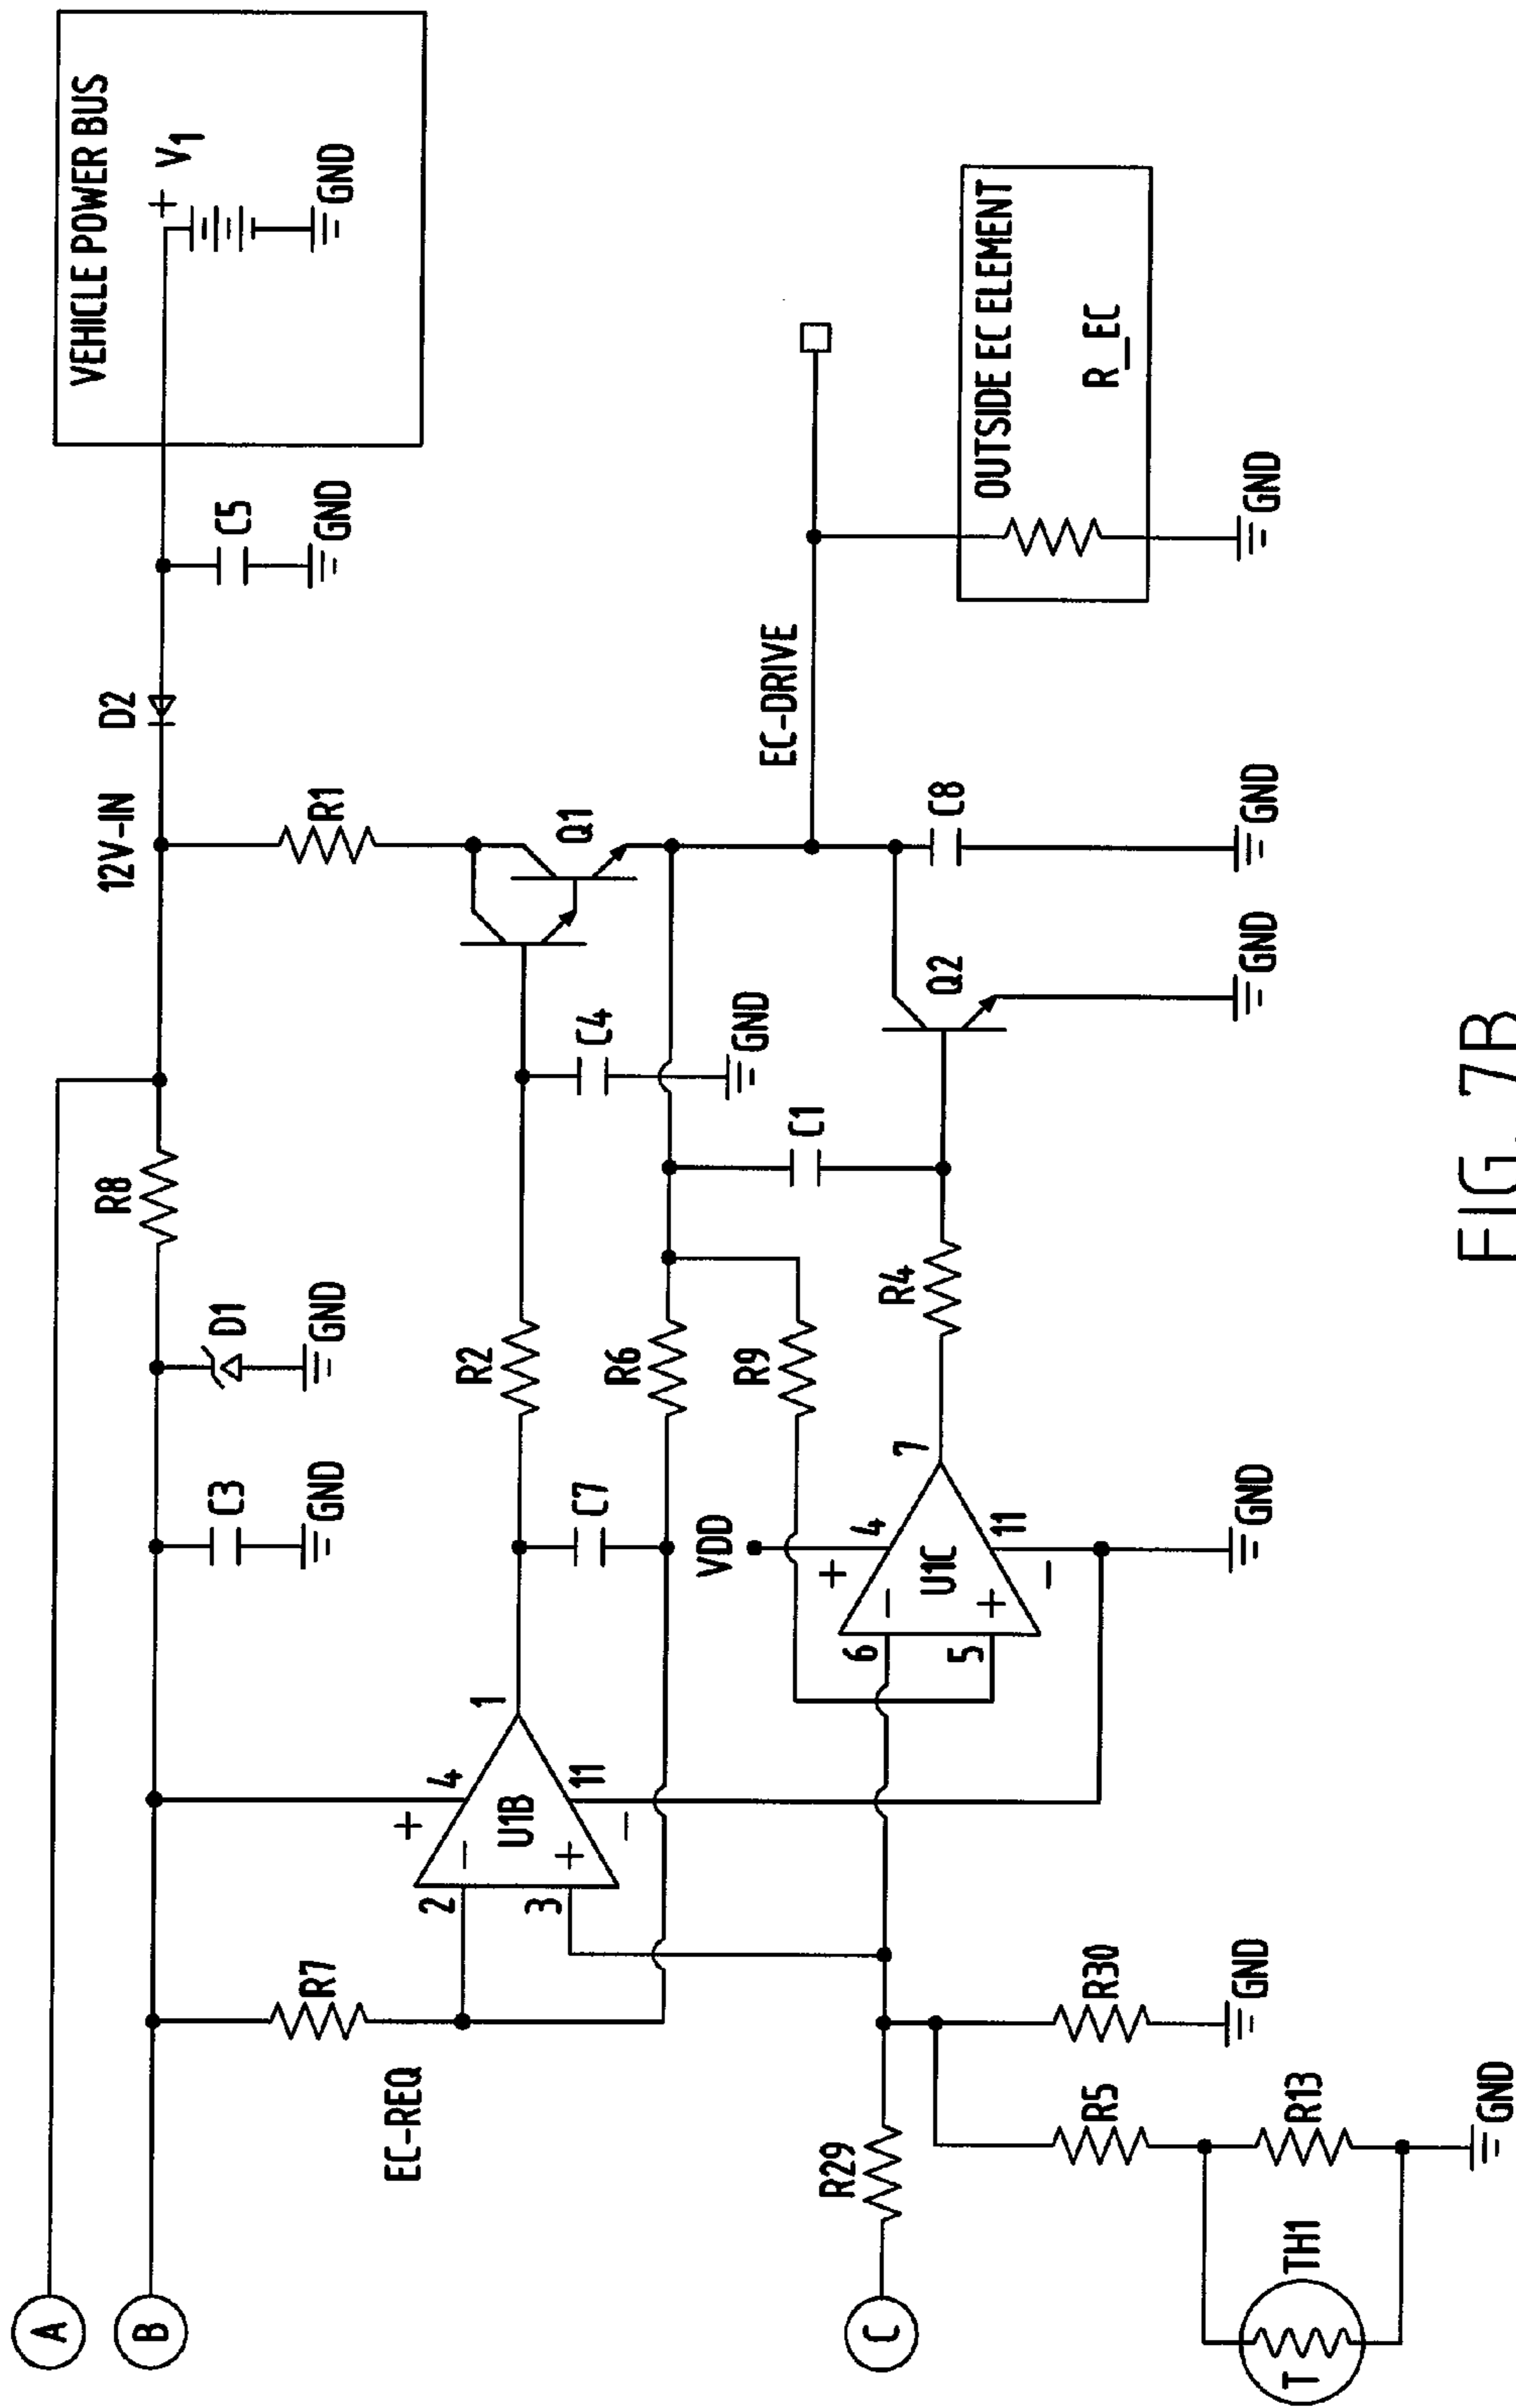 VEHICLE POWER BUS
+ V1
GND
A
B
R8
12V-IN
D2
C5
GND
C3
GND
D1
GND
R1
R7
EC-REQ
2
3
−
+
U1B
+
4
11
−
1
R2
C4
GND
Q1
C7
R6
R9
C1
EC-DRIVE
OUTSIDE EC ELEMENT
R_EC
GND
VDD
6
5
−
+
U1C
+
4
11
−
7
R4
Q2
GND
C8
GND
GND
C
R29
R5
R30
GND
T
TH1
R13
GND
FIG. 7B